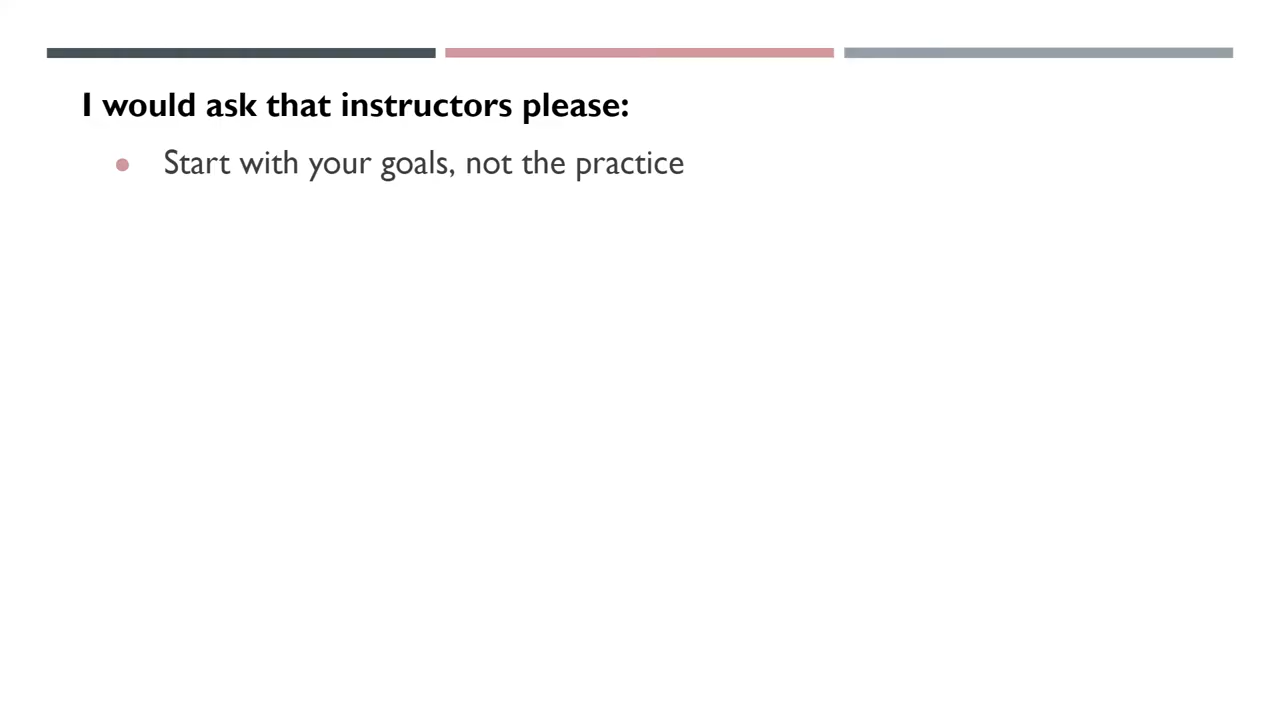 I would ask that instructors please:
● Start with your goals, not the practice